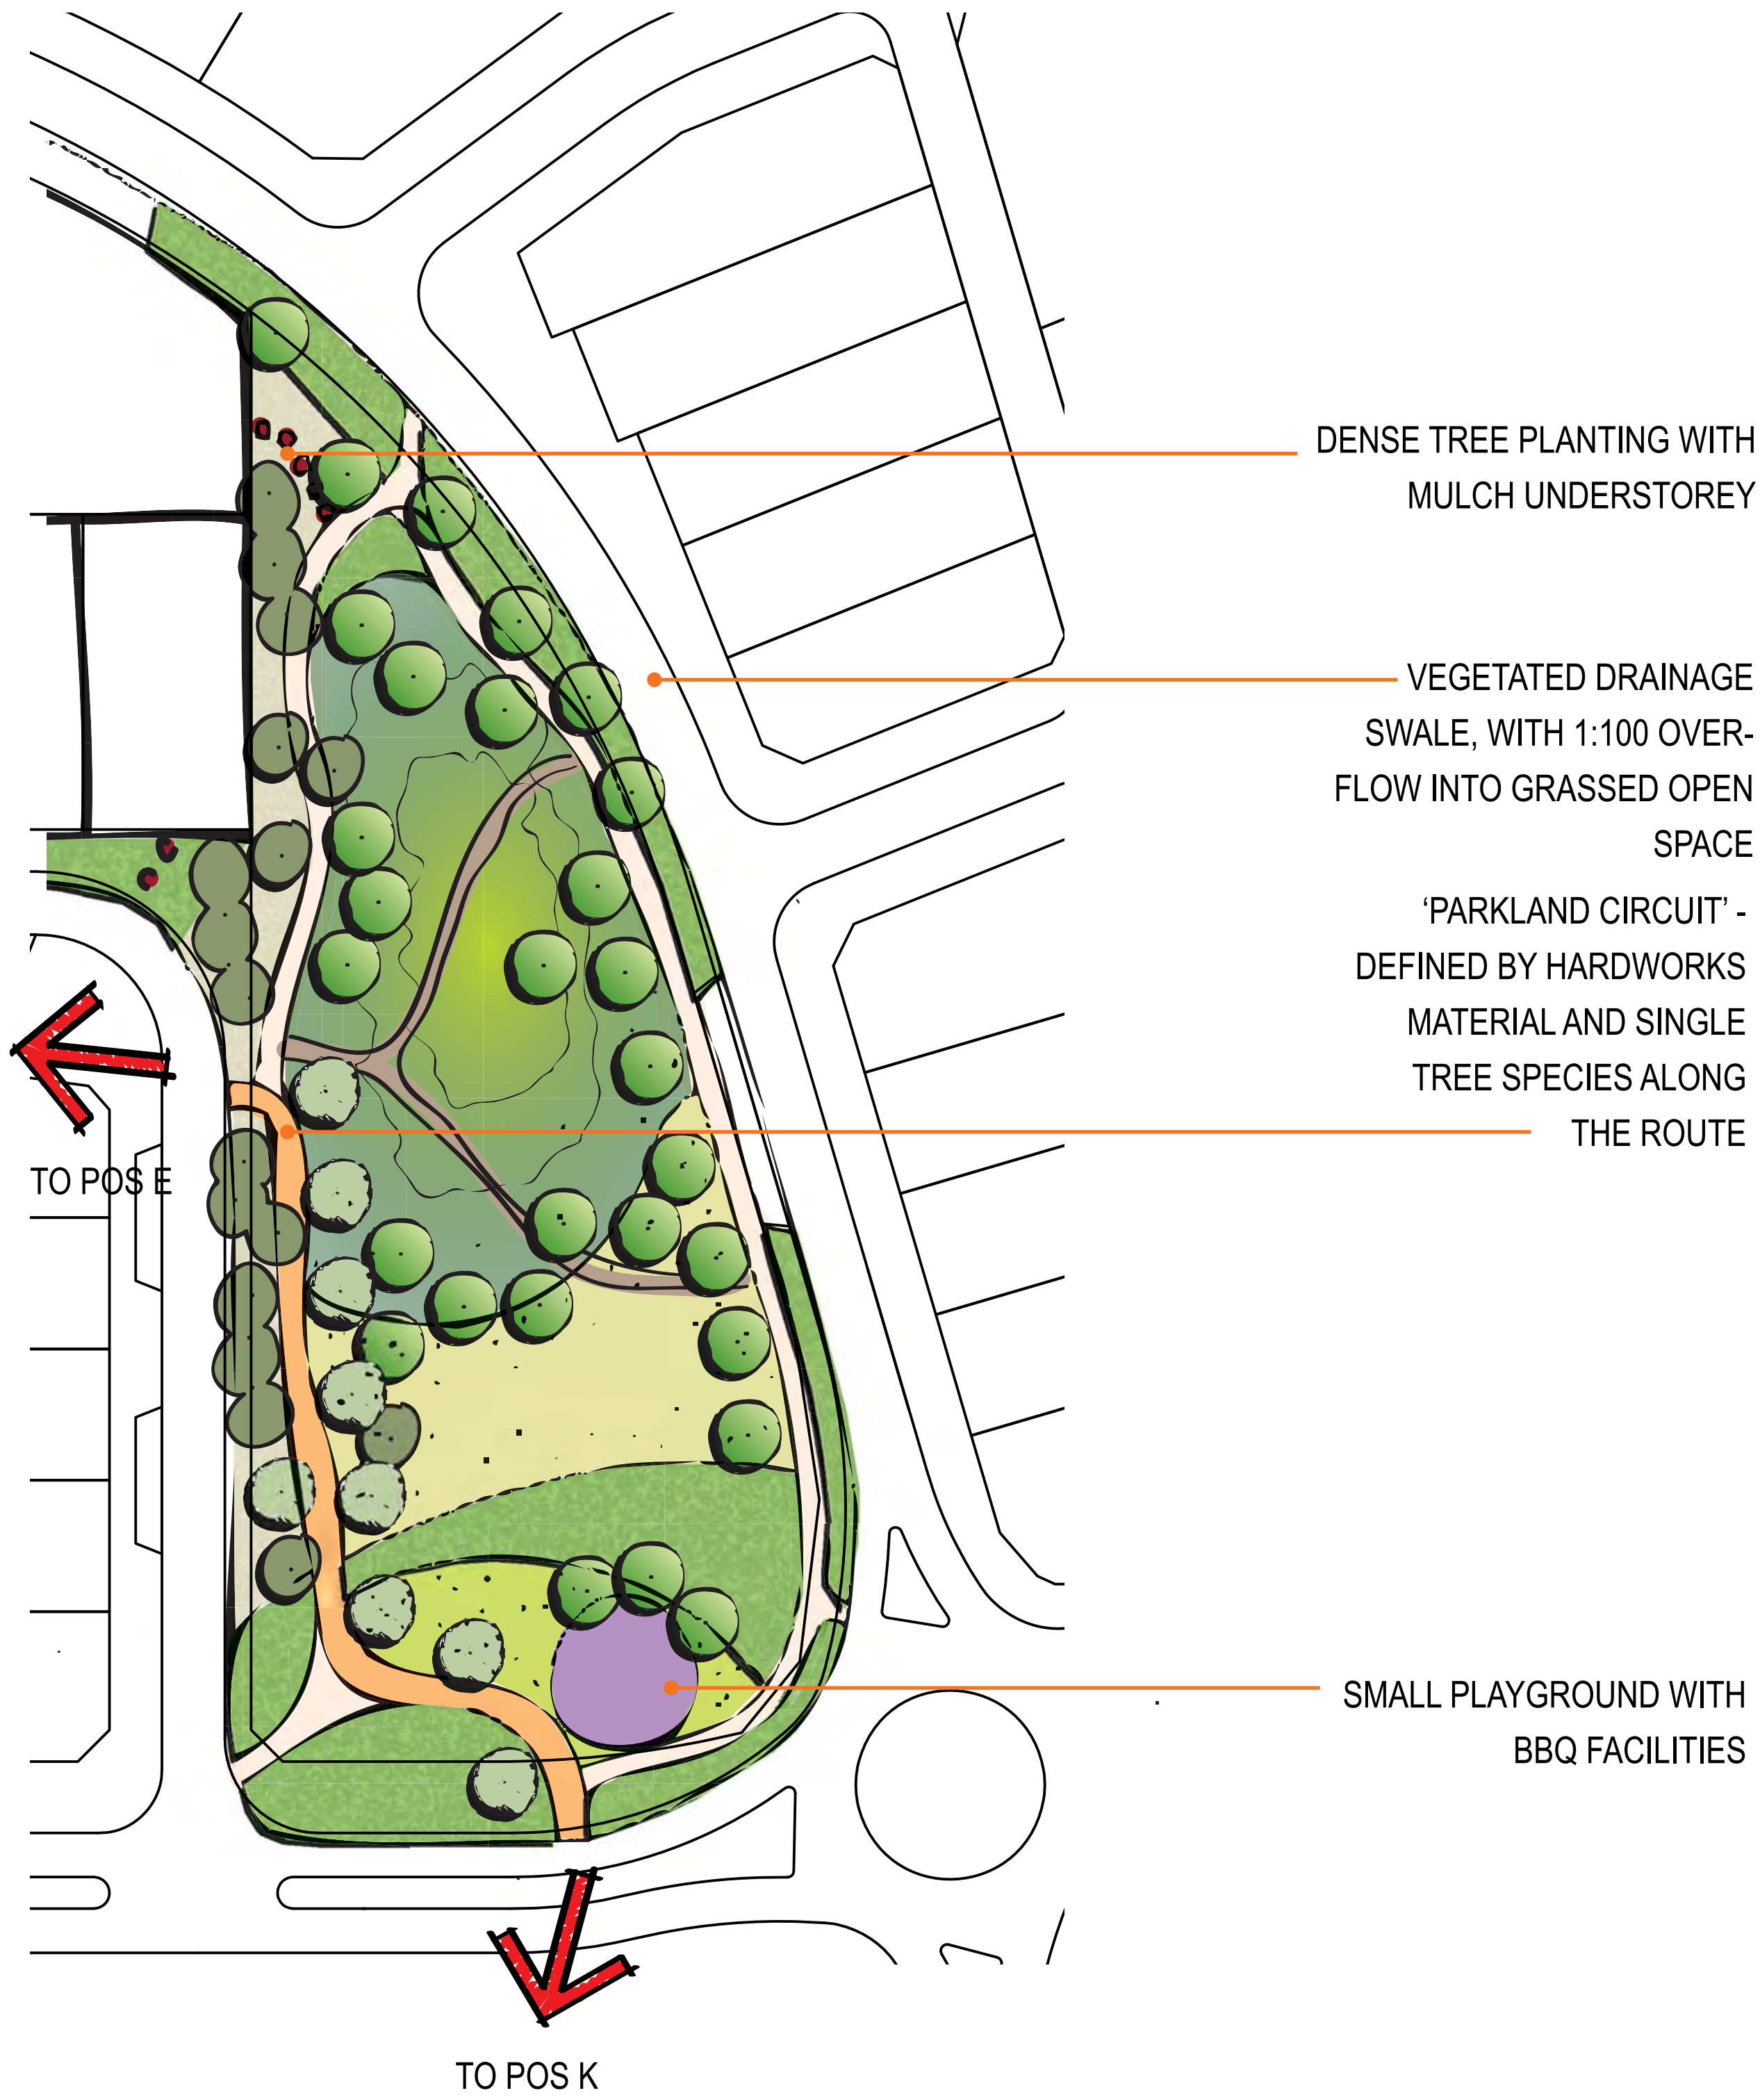 DENSE TREE PLANTING WITH
MULCH UNDERSTOREY
VEGETATED DRAINAGE
SWALE, WITH 1:100 OVER-
FLOW INTO GRASSED OPEN
SPACE
‘PARKLAND CIRCUIT’ -
DEFINED BY HARDWORKS
MATERIAL AND SINGLE
TREE SPECIES ALONG
THE ROUTE
TO POS E
SMALL PLAYGROUND WITH
BBQ FACILITIES
TO POS K